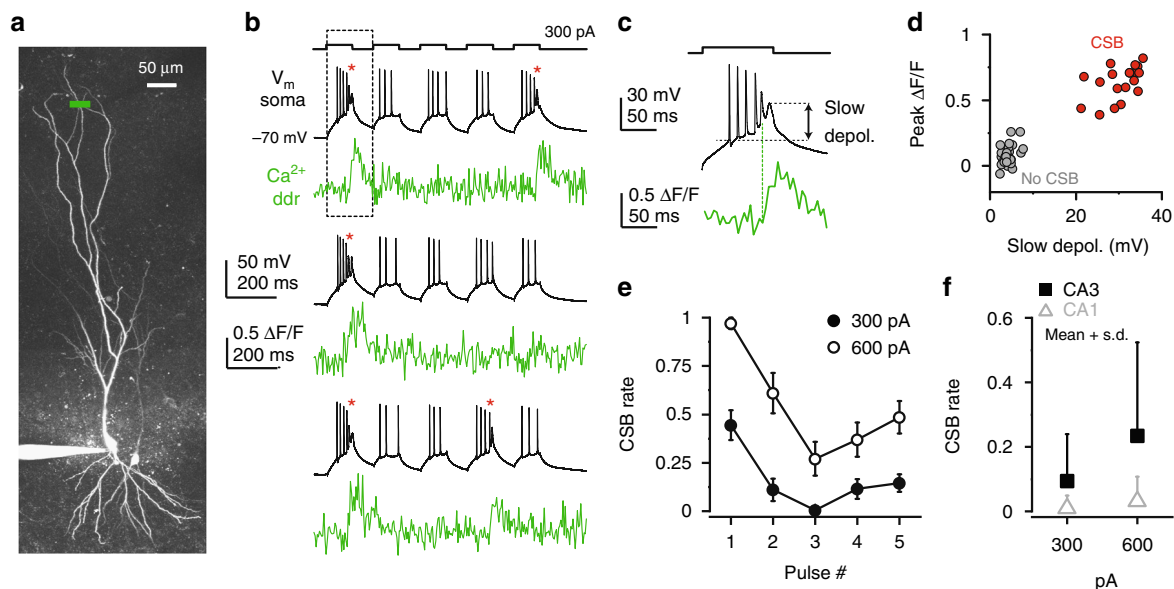 a
50 μm
b
300 pA
Vm
soma
–70 mV
*
*
Ca2+
ddr
50 mV
200 ms
*
0.5 ΔF/F
200 ms
*
*
c
30 mV
50 ms
Slow
depol.
0.5 ΔF/F
50 ms
d
CSB
Peak ΔF/F
1
0.5
0
No CSB
0
20
40
Slow depol. (mV)
e
300 pA
600 pA
CSB rate
1
0.75
0.5
0.25
0
1
2
3
4
5
Pulse #
f
CA3
CA1
Mean + s.d.
CSB rate
0.6
0.4
0.2
0
300
600
pA